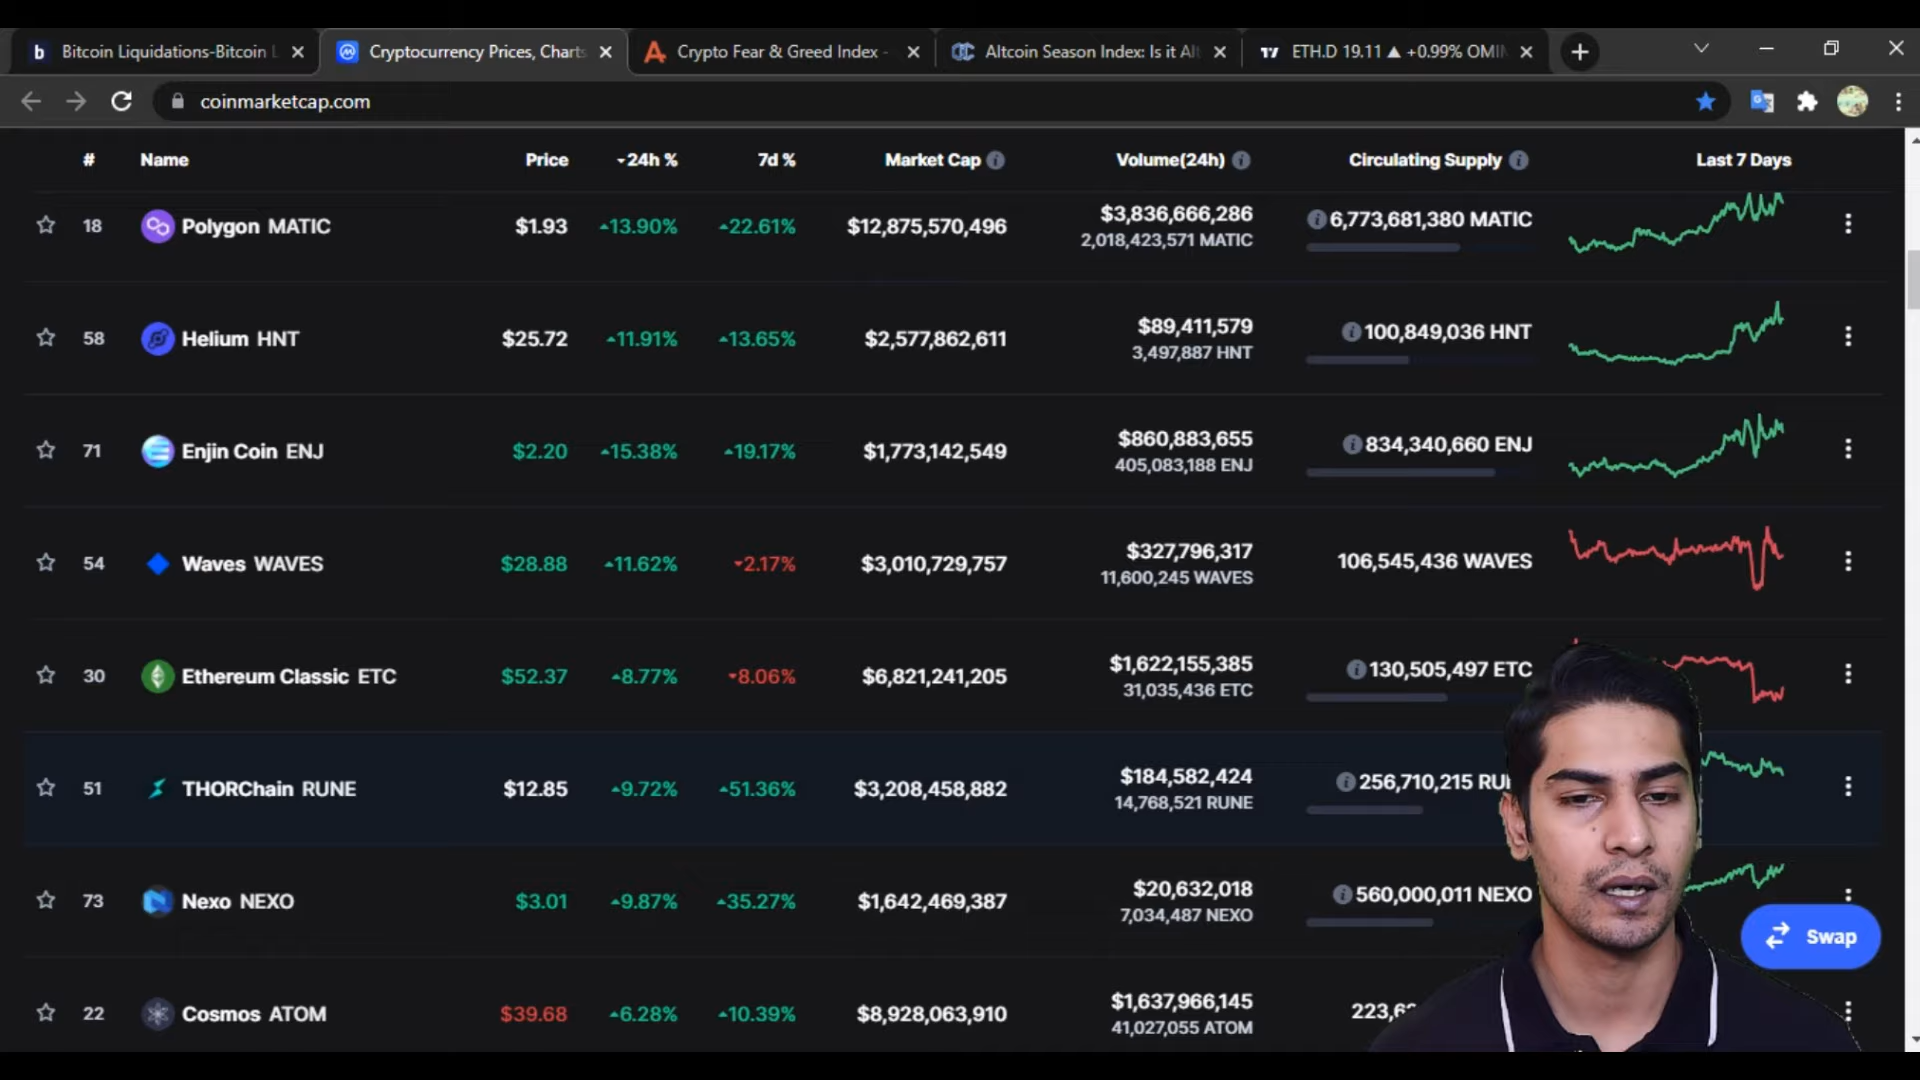 b Bitcoin Liquidations-Bitcoin L
Cryptocurrency Prices, Charts
Crypto Fear & Greed Index -
Altcoin Season Index: Is it Alt
ETH.D 19.11 ▲ +0.99% OMIN
coinmarketcap.com
# Name Price 24h % 7d % Market Cap Volume(24h) Circulating Supply Last 7 Days
18 Polygon MATIC $1.93 13.90% 22.61% $12,875,570,496 $3,836,666,286 6,773,681,380 MATIC
2,018,423,571 MATIC
58 Helium HNT $25.72 11.91% 13.65% $2,577,862,611 $89,411,579 100,849,036 HNT
3,497,887 HNT
71 Enjin Coin ENJ $2.20 15.38% 19.17% $1,773,142,549 $860,883,655 834,340,660 ENJ
405,083,188 ENJ
54 Waves WAVES $28.88 11.62% 2.17% $3,010,729,757 $327,796,317 106,545,436 WAVES
11,600,245 WAVES
30 Ethereum Classic ETC $52.37 8.77% 8.06% $6,821,241,205 $1,622,155,385 130,505,497 ETC
31,035,436 ETC
51 THORChain RUNE $12.85 9.72% 51.36% $3,208,458,882 $184,582,424 256,710,215 RUN
14,768,521 RUNE
73 Nexo NEXO $3.01 9.87% 35.27% $1,642,469,387 $20,632,018 560,000,011 NEXO
7,034,487 NEXO
Swap
22 Cosmos ATOM $39.68 6.28% 10.39% $8,928,063,910 $1,637,966,145 223,6
41,027,055 ATOM